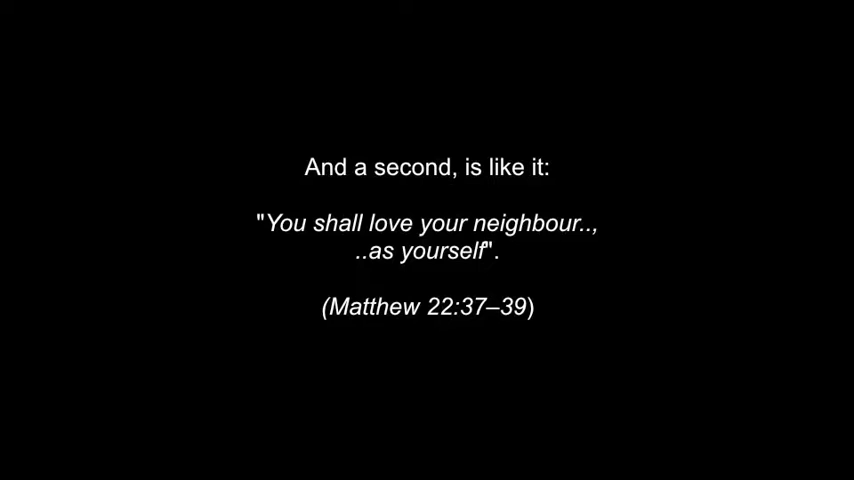 And a second, is like it:
"You shall love your neighbour..,
..as yourself".
(Matthew 22:37–39)